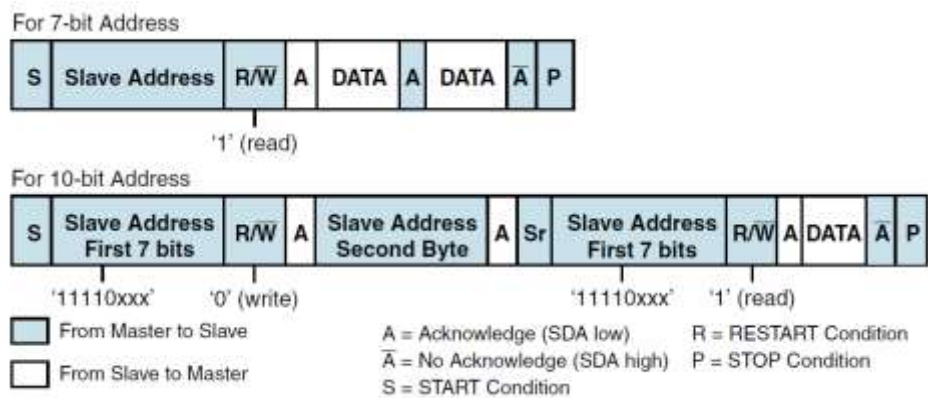 For 7-bit Address
S Slave Address R/W̅ A DATA A DATA A̅ P
'1' (read)
For 10-bit Address
S Slave Address First 7 bits R/W̅ A Slave Address Second Byte A Sr Slave Address First 7 bits R/W̅ A DATA A̅ P
'11110xxx' '0' (write) '11110xxx' '1' (read)
From Master to Slave
From Slave to Master
A = Acknowledge (SDA low)
A̅ = No Acknowledge (SDA high)
S = START Condition
R = RESTART Condition
P = STOP Condition